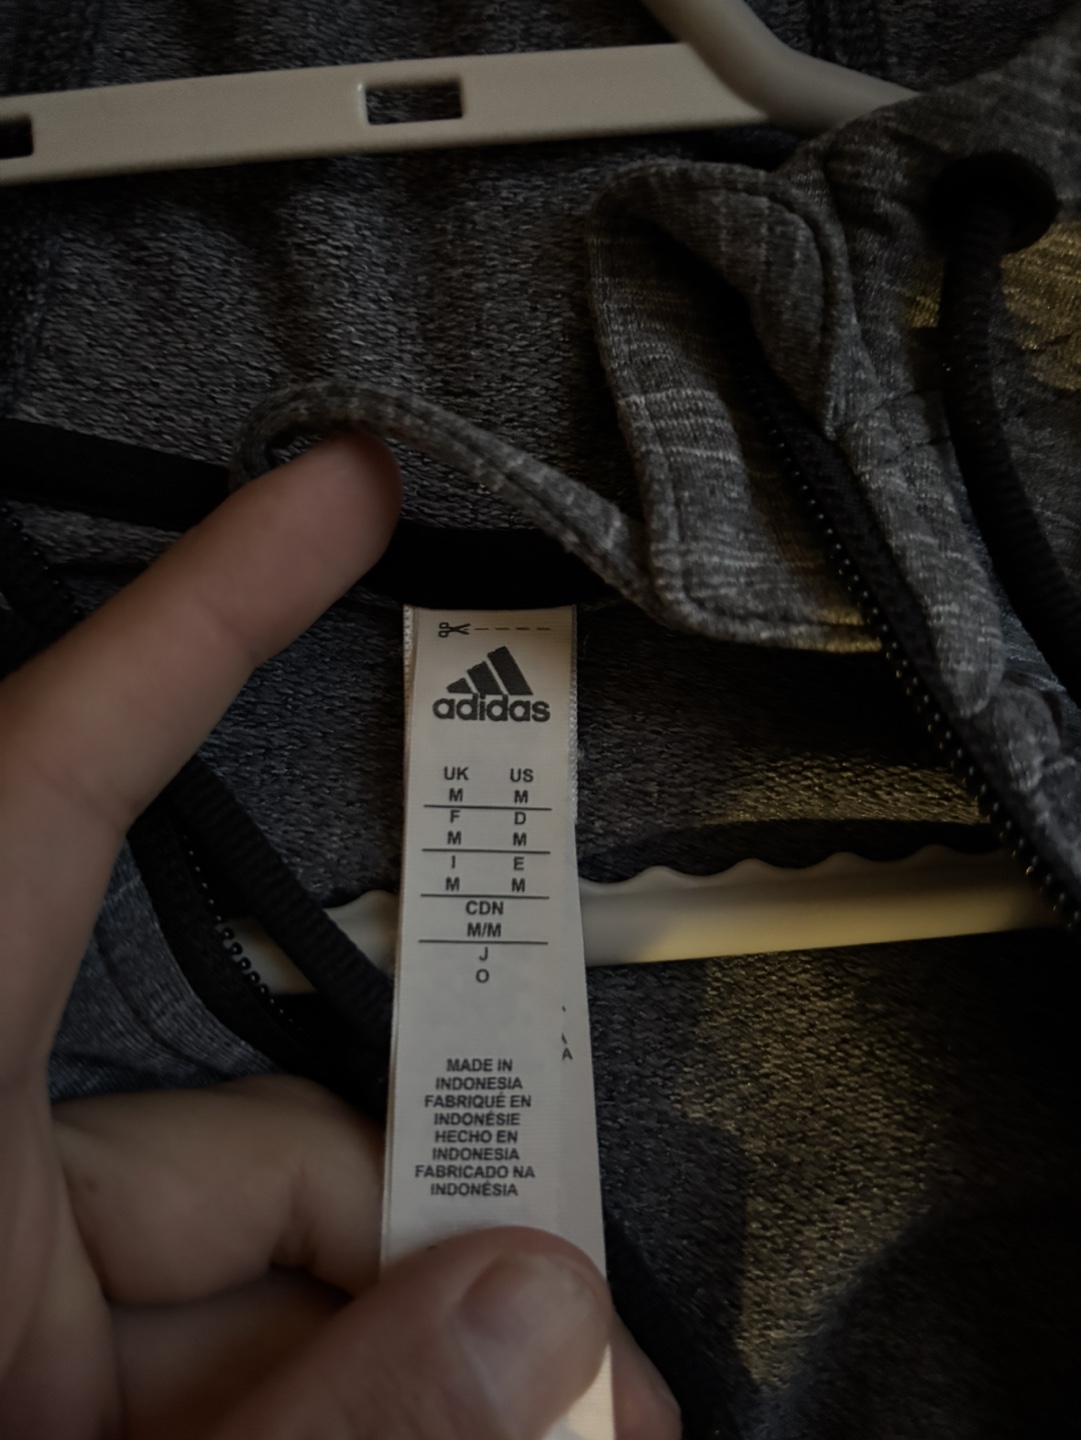 adidas
UK US
M M
F D
M M
I E
M M
CDN
M/M
J
O
A
MADE IN
INDONESIA
FABRIQUÉ EN
INDONÉSIE
HECHO EN
INDONESIA
FABRICADO NA
INDONÉSIA